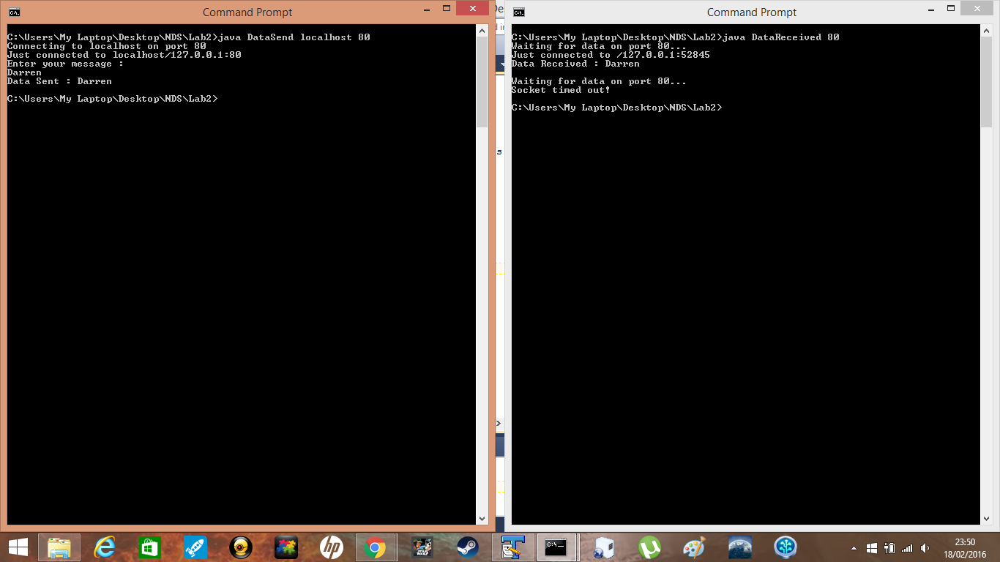 Command Prompt
C:\Users\My Laptop\Desktop\NDS\Lab2>java DataSend localhost 80
Connecting to localhost on port 80
Just connected to localhost/127.0.0.1:80
Enter your message :
Darren
Data Sent : Darren
C:\Users\My Laptop\Desktop\NDS\Lab2>
Command Prompt
C:\Users\My Laptop\Desktop\NDS\Lab2>java DataReceived 80
Waiting for data on port 80...
Just connected to /127.0.0.1:52845
Data Received : Darren
Waiting for data on port 80...
Socket timed out!
C:\Users\My Laptop\Desktop\NDS\Lab2>
s
hp
23:50
18/02/2016